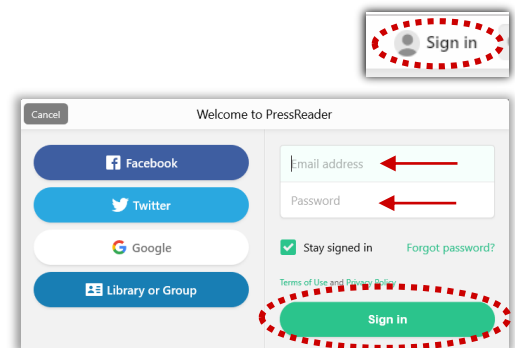 Sign in
Cancel
Welcome to PressReader
Facebook
Twitter
Google
Library or Group
Email address
Password
Stay signed in
Forgot password?
Terms of Use and Privacy Policy
Sign in